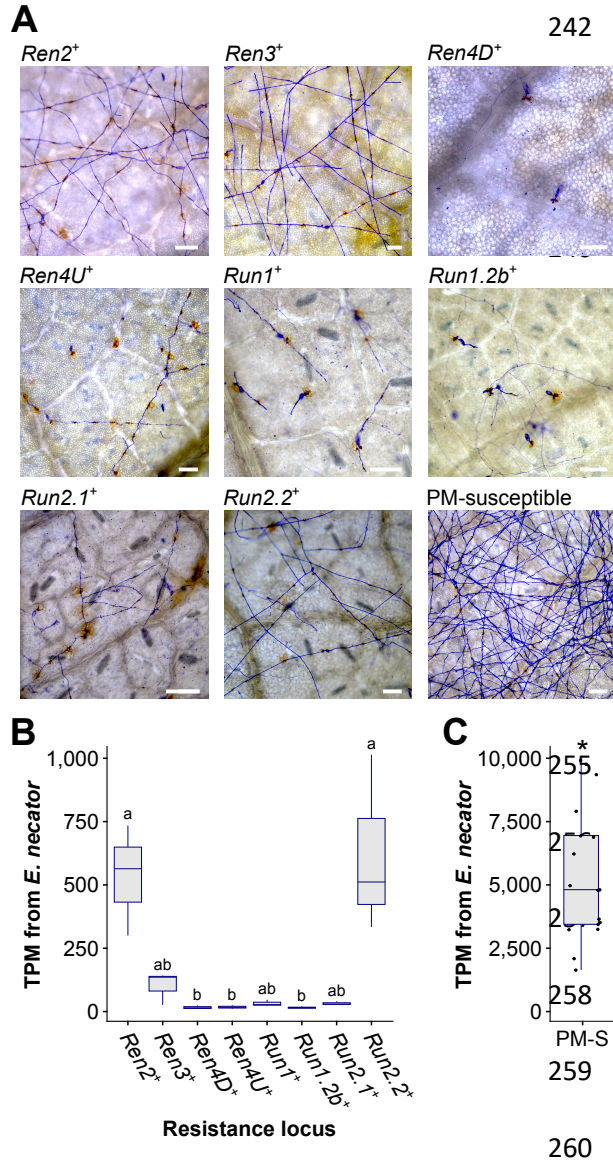 A
242
Ren2+ Ren3+ Ren4D+
Ren4U+ Run1+ Run1.2b+
Run2.1+ Run2.2+ PM-susceptible
B
TPM from E. necator
1,000
750
500
250
0
a
ab
b
b
ab
b
ab
a
Ren2+
Ren3+
Ren4D+
Ren4U+
Run1+
Run1.2b+
Run2.1+
Run2.2+
Resistance locus
C
TPM from E. necator
10,000
7,500
5,000
2,500
0
*
255
2
2
258
PM-S
259
260